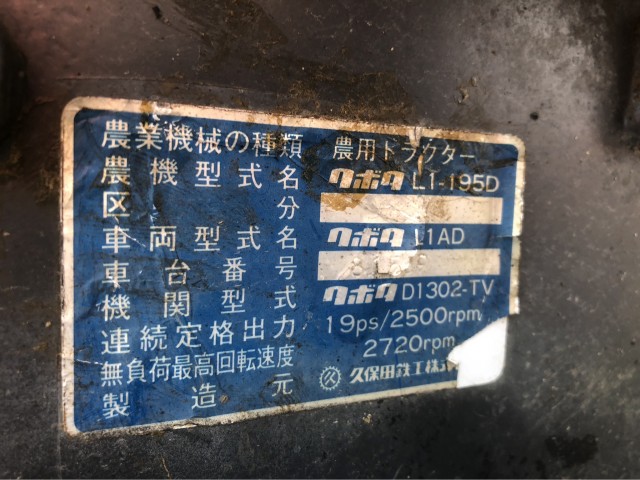 農業機械の種類 農用トラクター
農機型式名 クボタ L1-195D
区分
車両型式名 クボタ L1AD
車台番号
機関型式 クボタ D1302-TV
連続定格出力 19ps/2500rpm
無負荷最高回転速度 2720rpm
製造元 久保田鉄工株式